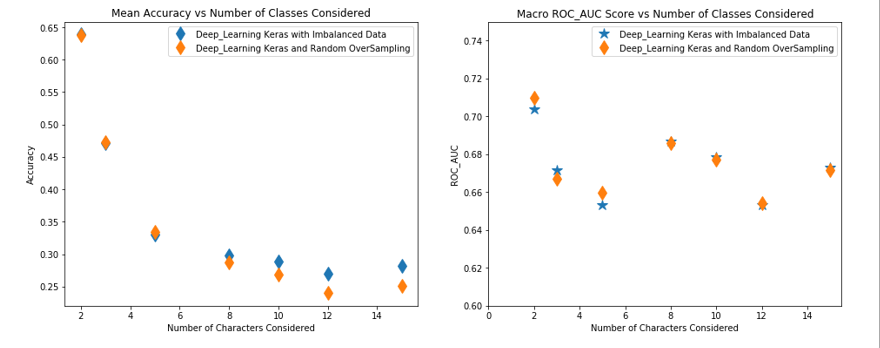 Mean Accuracy vs Number of Classes Considered
Deep_Learning Keras with Imbalanced Data
Deep_Learning Keras and Random OverSampling
0.65
0.60
0.55
0.50
0.45
0.40
0.35
0.30
0.25
Accuracy
2 4 6 8 10 12 14
Number of Characters Considered
Macro ROC_AUC Score vs Number of Classes Considered
Deep_Learning Keras with Imbalanced Data
Deep_Learning Keras and Random OverSampling
0.74
0.72
0.70
0.68
0.66
0.64
0.62
0.60
ROC_AUC
0 2 4 6 8 10 12 14
Number of Characters Considered